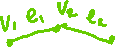 v₁ e₁ v₂ e₂